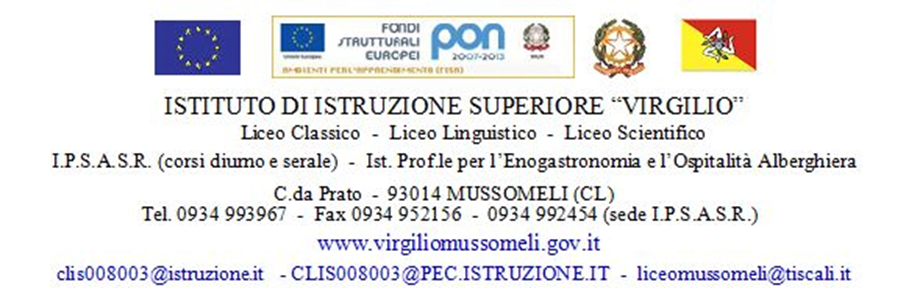 FONDI
STRUTTURALI
EUROPEI
pon
2007-2013
AMBIENTI PER L'APPRENDIMENTO (FESR)
ISTITUTO DI ISTRUZIONE SUPERIORE “VIRGILIO”
Liceo Classico - Liceo Linguistico - Liceo Scientifico
I.P.S.A.S.R. (corsi diurno e serale) - Ist. Prof.le per l’Enogastronomia e l’Ospitalità Alberghiera
C.da Prato - 93014 MUSSOMELI (CL)
Tel. 0934 993967 - Fax 0934 952156 - 0934 992454 (sede I.P.S.A.S.R.)
www.virgiliomussomeli.gov.it
clis008003@istruzione.it - CLIS008003@PEC.ISTRUZIONE.IT - liceomussomeli@tiscali.it